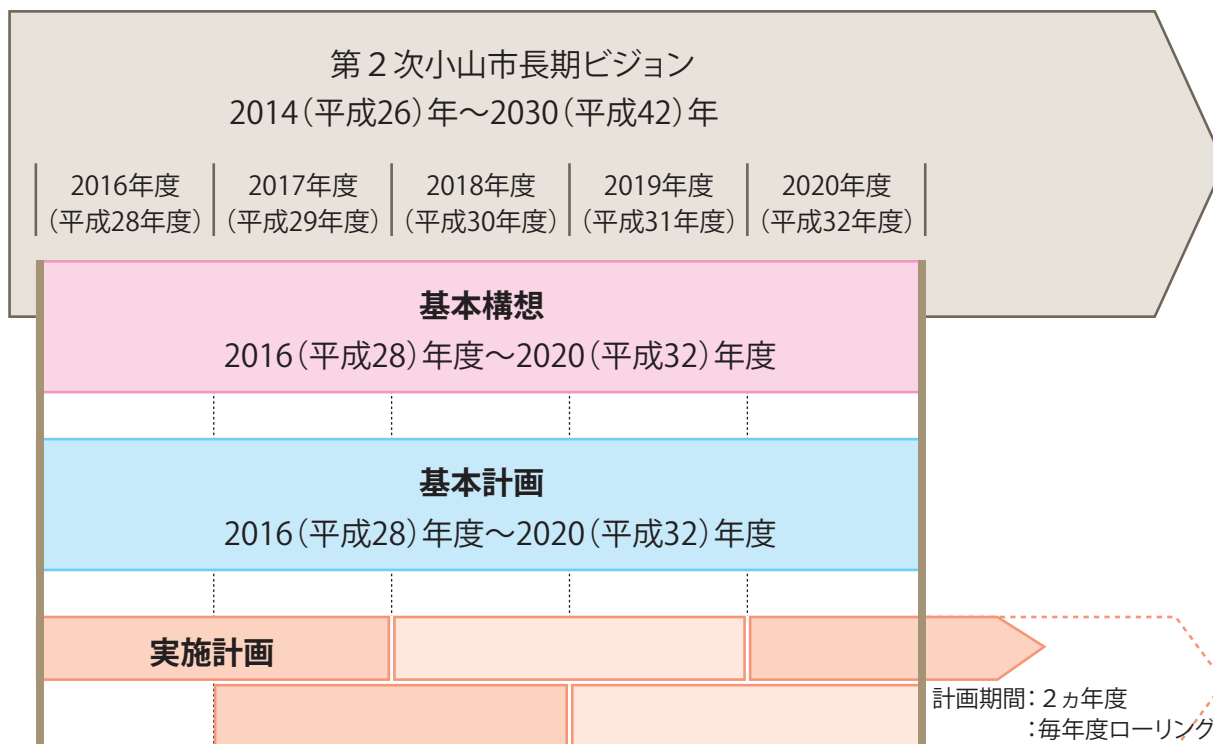 第２次小山市長期ビジョン
2014(平成26)年～2030(平成42)年
2016年度 2017年度 2018年度 2019年度 2020年度
(平成28年度) (平成29年度) (平成30年度) (平成31年度) (平成32年度)
基本構想
2016(平成28)年度～2020(平成32)年度
基本計画
2016(平成28)年度～2020(平成32)年度
実施計画
計画期間：２ヵ年度
：毎年度ローリング